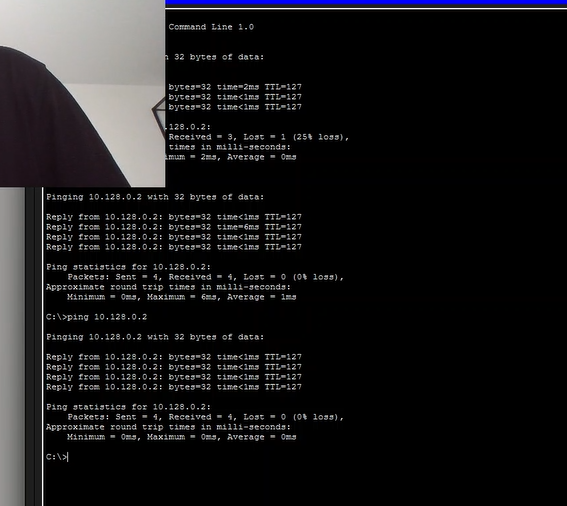 Command Line 1.0
32 bytes of data:
bytes=32 time=2ms TTL=127
bytes=32 time<1ms TTL=127
bytes=32 time<1ms TTL=127
.128.0.2:
Received = 3, Lost = 1 (25% loss),
times in milli-seconds:
mum = 2ms, Average = 0ms
Pinging 10.128.0.2 with 32 bytes of data:
Reply from 10.128.0.2: bytes=32 time<1ms TTL=127
Reply from 10.128.0.2: bytes=32 time=6ms TTL=127
Reply from 10.128.0.2: bytes=32 time<1ms TTL=127
Reply from 10.128.0.2: bytes=32 time<1ms TTL=127
Ping statistics for 10.128.0.2:
Packets: Sent = 4, Received = 4, Lost = 0 (0% loss),
Approximate round trip times in milli-seconds:
Minimum = 0ms, Maximum = 6ms, Average = 1ms
C:\>ping 10.128.0.2
Pinging 10.128.0.2 with 32 bytes of data:
Reply from 10.128.0.2: bytes=32 time<1ms TTL=127
Reply from 10.128.0.2: bytes=32 time<1ms TTL=127
Reply from 10.128.0.2: bytes=32 time<1ms TTL=127
Reply from 10.128.0.2: bytes=32 time<1ms TTL=127
Ping statistics for 10.128.0.2:
Packets: Sent = 4, Received = 4, Lost = 0 (0% loss),
Approximate round trip times in milli-seconds:
Minimum = 0ms, Maximum = 0ms, Average = 0ms
C:\>